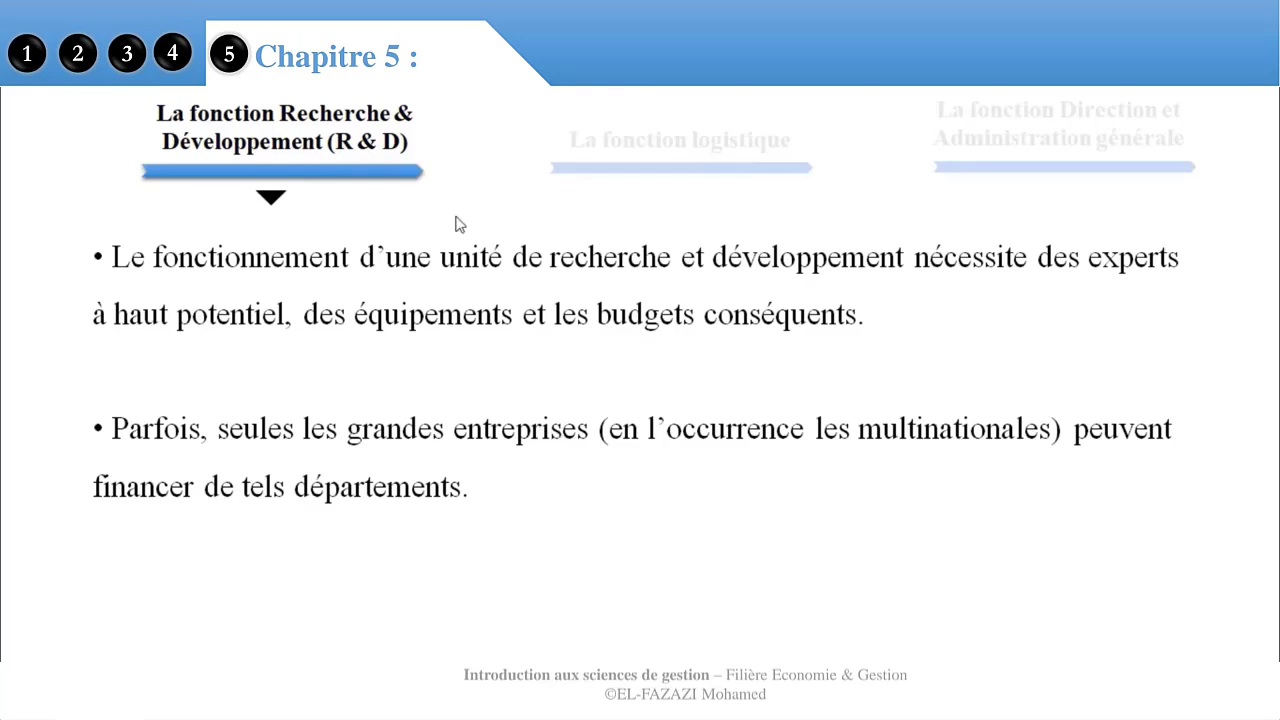 1 2 3 4 5 Chapitre 5 :
La fonction Recherche &
Développement (R & D)
La fonction logistique
La fonction Direction et
Administration générale
• Le fonctionnement d’une unité de recherche et développement nécessite des experts
à haut potentiel, des équipements et les budgets conséquents.
• Parfois, seules les grandes entreprises (en l’occurrence les multinationales) peuvent
financer de tels départements.
Introduction aux sciences de gestion – Filière Economie & Gestion
©EL-FAZAZI Mohamed